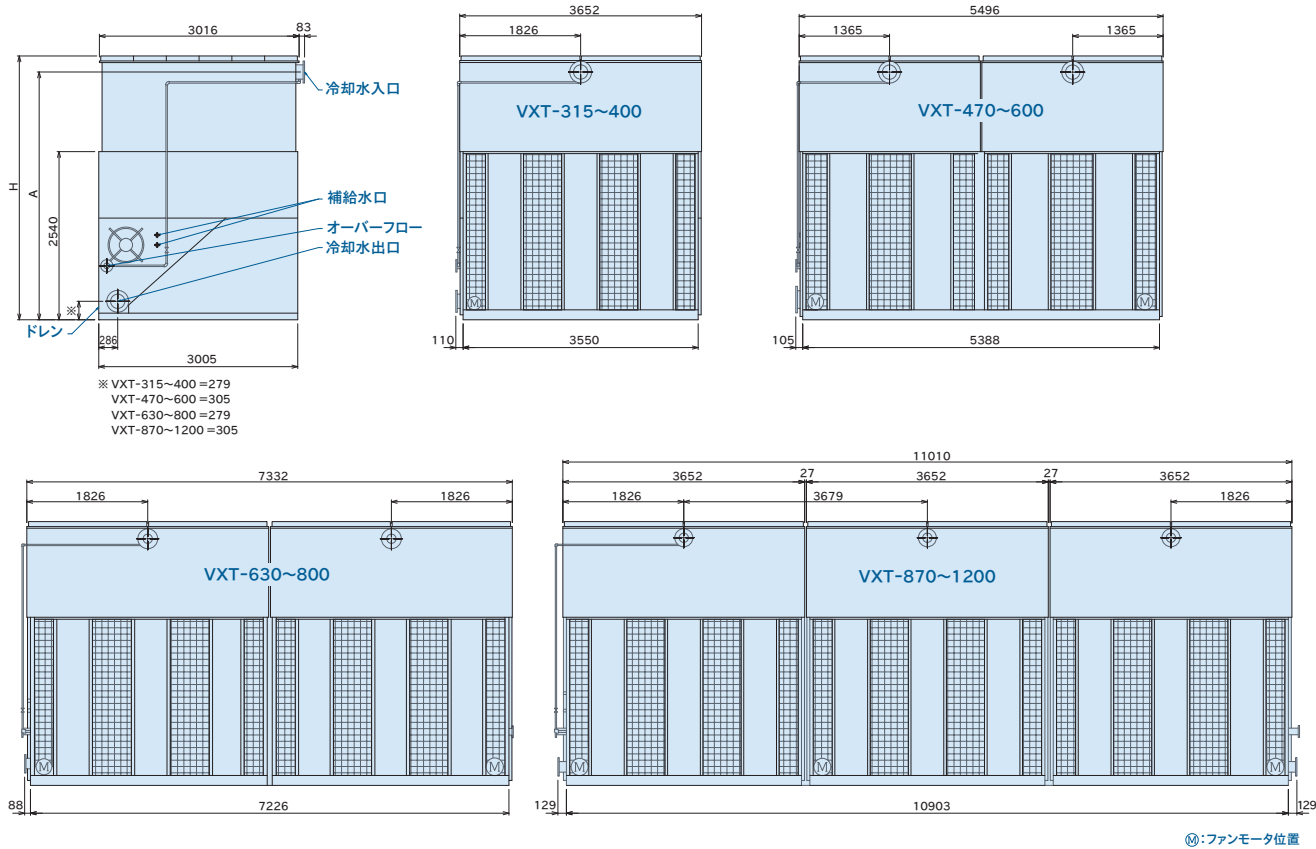 3016
83
H
A
2540
※
286
3005
冷却水入口
補給水口
オーバーフロー
冷却水出口
ドレン
※ VXT-315～400 =279
VXT-470～600 =305
VXT-630～800 =279
VXT-870～1200 =305
3652
1826
VXT-315～400
M
110
3550
5496
1365
1365
VXT-470～600
M
M
105
5388
7332
1826
1826
VXT-630～800
M
M
88
7226
11010
3652
27
3652
27
3652
1826
3679
1826
VXT-870～1200
M
M
M
129
10903
129
Ⓜ:ファンモータ位置